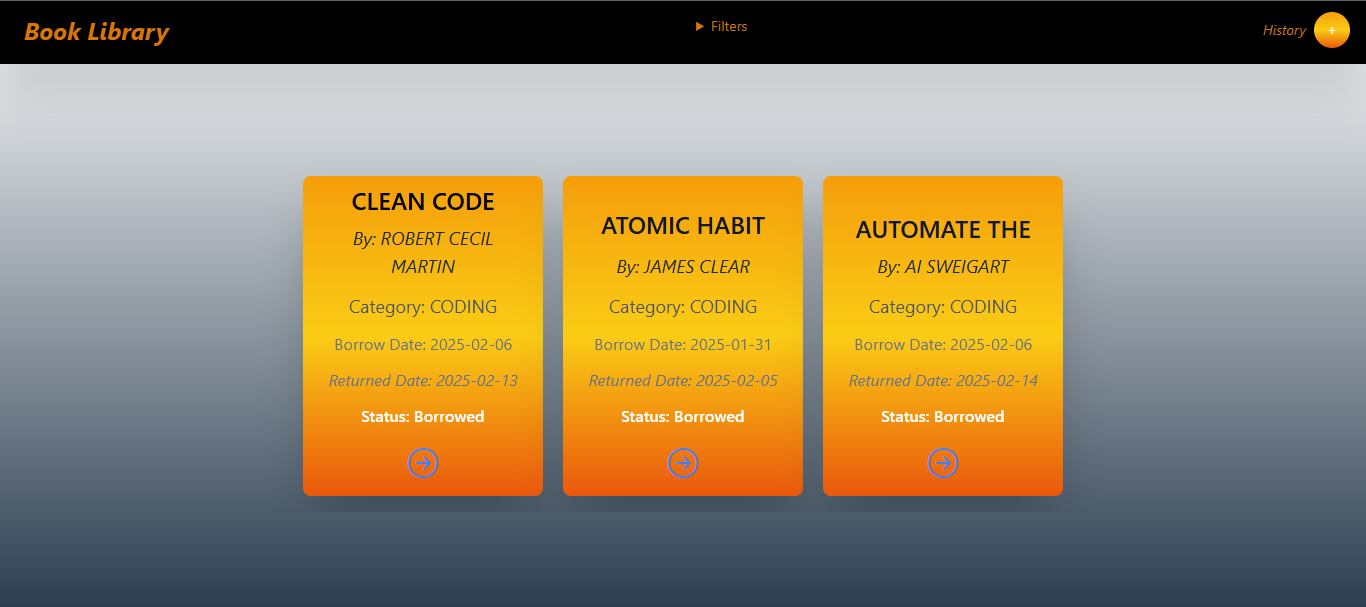 Book Library
▶ Filters
History
+
CLEAN CODE
By: ROBERT CECIL
MARTIN
Category: CODING
Borrow Date: 2025-02-06
Returned Date: 2025-02-13
Status: Borrowed
ATOMIC HABIT
By: JAMES CLEAR
Category: CODING
Borrow Date: 2025-01-31
Returned Date: 2025-02-05
Status: Borrowed
AUTOMATE THE
By: AI SWEIGART
Category: CODING
Borrow Date: 2025-02-06
Returned Date: 2025-02-14
Status: Borrowed